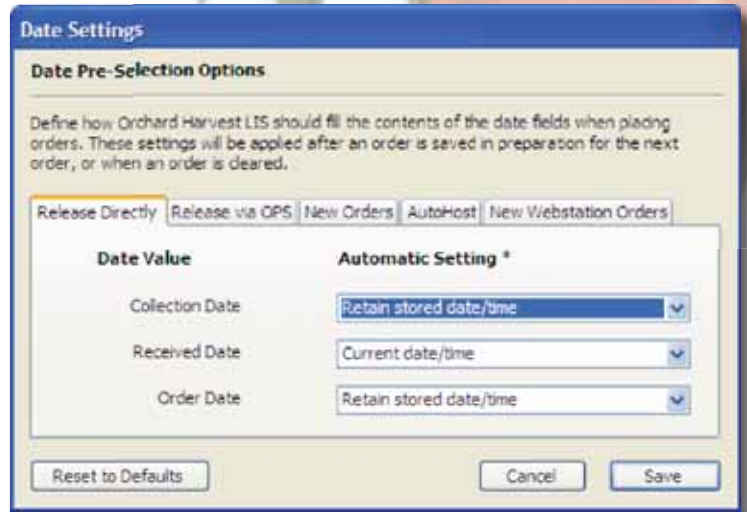 Date Settings
Date Pre-Selection Options
Define how Orchard Harvest LIS should fill the contents of the date fields when placing
orders. These settings will be applied after an order is saved in preparation for the next
order, or when an order is cleared.
Release Directly Release via OPS New Orders AutoHost New Webstation Orders
Date Value Automatic Setting *
Collection Date Retain stored date/time
Received Date Current date/time
Order Date Retain stored date/time
Reset to Defaults Cancel Save